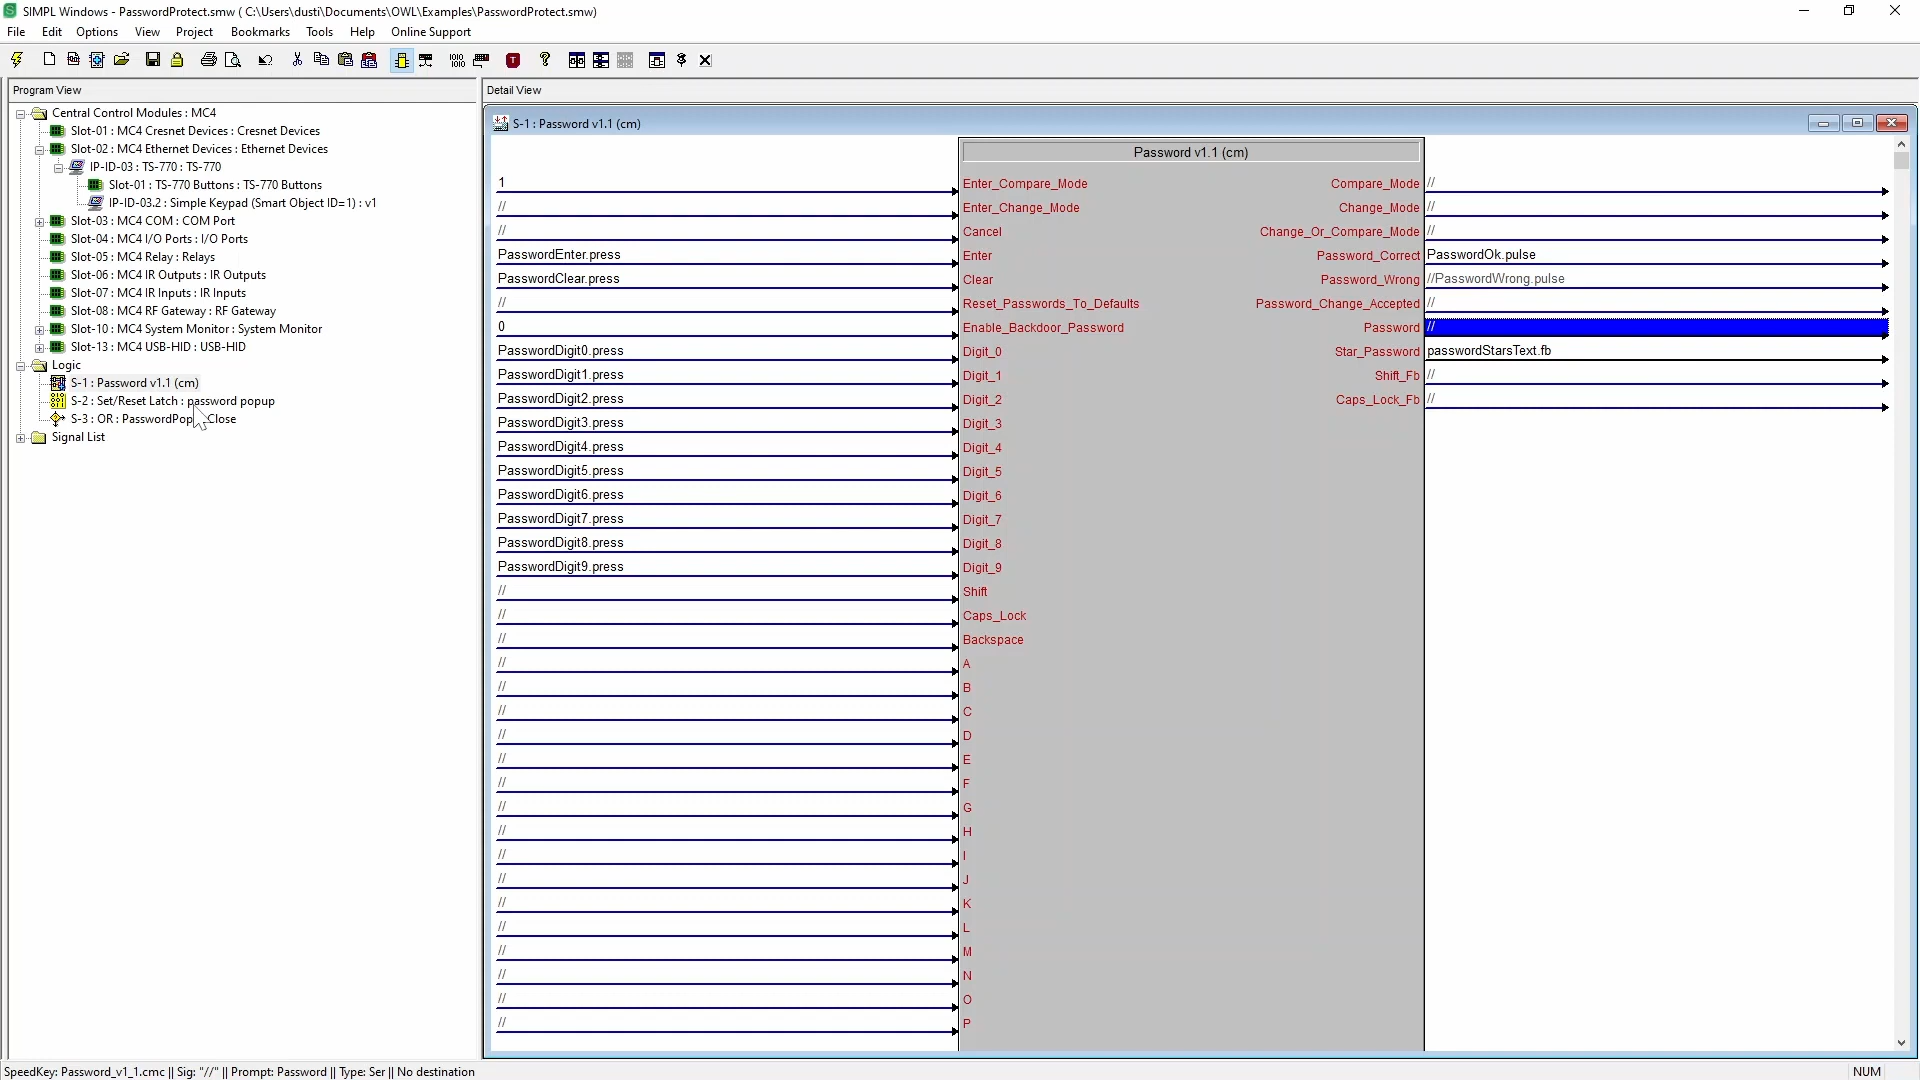 SIMPL Windows - PasswordProtect.smw ( C:\Users\dusti\Documents\OWL\Examples\PasswordProtect.smw)
File Edit Options View Project Bookmarks Tools Help Online Support
Program View
Central Control Modules : MC4
Slot-01 : MC4 Cresnet Devices : Cresnet Devices
Slot-02 : MC4 Ethernet Devices : Ethernet Devices
IP-ID-03 : TS-770 : TS-770
Slot-01 : TS-770 Buttons : TS-770 Buttons
IP-ID-03.2 : Simple Keypad (Smart Object ID=1) : v1
Slot-03 : MC4 COM : COM Port
Slot-04 : MC4 I/O Ports : I/O Ports
Slot-05 : MC4 Relay : Relays
Slot-06 : MC4 IR Outputs : IR Outputs
Slot-07 : MC4 IR Inputs : IR Inputs
Slot-08 : MC4 RF Gateway : RF Gateway
Slot-10 : MC4 System Monitor : System Monitor
Slot-13 : MC4 USB-HID : USB-HID
Logic
S-1 : Password v1.1 (cm)
S-2 : Set/Reset Latch : password popup
S-3 : OR : Close
Signal List
Detail View
S-1 : Password v1.1 (cm)
Password v1.1 (cm)
1 Enter_Compare_Mode Compare_Mode //
// Enter_Change_Mode Change_Mode //
// Cancel Change_Or_Compare_Mode //
PasswordEnter.press Enter Password_Correct PasswordOk.pulse
PasswordClear.press Clear Password_Wrong //PasswordWrong.pulse
// Reset_Passwords_To_Defaults Password_Change_Accepted //
0 Enable_Backdoor_Password Password //
PasswordDigit0.press Digit_0 Star_Password passwordStarsText.fb
PasswordDigit1.press Digit_1 Shift_Fb //
PasswordDigit2.press Digit_2 Caps_Lock_Fb //
PasswordDigit3.press Digit_3
PasswordDigit4.press Digit_4
PasswordDigit5.press Digit_5
PasswordDigit6.press Digit_6
PasswordDigit7.press Digit_7
PasswordDigit8.press Digit_8
PasswordDigit9.press Digit_9
// Shift
// Caps_Lock
// Backspace
// A
// B
// C
// D
// E
// F
// G
// H
// I
// J
// K
// L
// M
// N
// O
// P
SpeedKey: Password_v1_1.cmc || Sig: "//" || Prompt: Password || Type: Ser || No destination
NUM